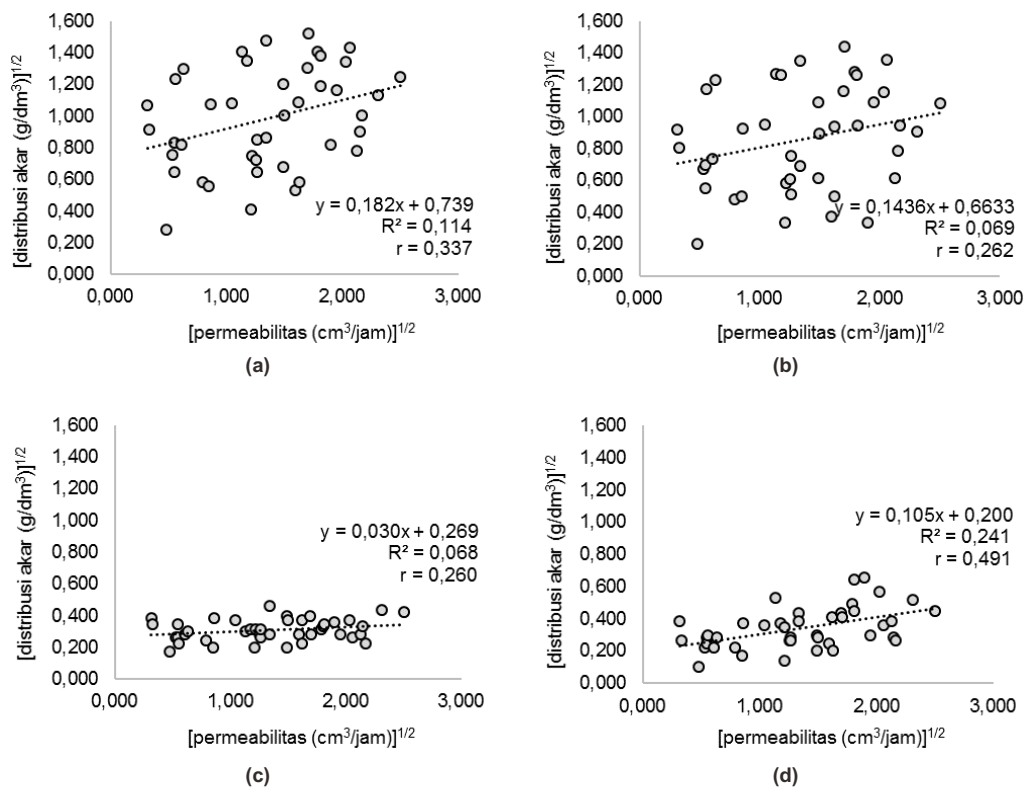 [distribusi akar (g/dm³)]¹/²
1,600
1,400
1,200
1,000
0,800
0,600
0,400
0,200
0,000
y = 0,182x + 0,739
R² = 0,114
r = 0,337
0,000 1,000 2,000 3,000
[permeabilitas (cm³/jam)]¹/²
(a)
[distribusi akar (g/dm³)]¹/²
1,600
1,400
1,200
1,000
0,800
0,600
0,400
0,200
0,000
y = 0,1436x + 0,6633
R² = 0,069
r = 0,262
0,000 1,000 2,000 3,000
[permeabilitas (cm³/jam)]¹/²
(b)
[distribusi akar (g/dm³)]¹/²
1,600
1,400
1,200
1,000
0,800
0,600
0,400
0,200
0,000
y = 0,030x + 0,269
R² = 0,068
r = 0,260
0,000 1,000 2,000 3,000
[permeabilitas (cm³/jam)]¹/²
(c)
[distribusi akar (g/dm³)]¹/²
1,600
1,400
1,200
1,000
0,800
0,600
0,400
0,200
0,000
y = 0,105x + 0,200
R² = 0,241
r = 0,491
0,000 1,000 2,000 3,000
[permeabilitas (cm³/jam)]¹/²
(d)